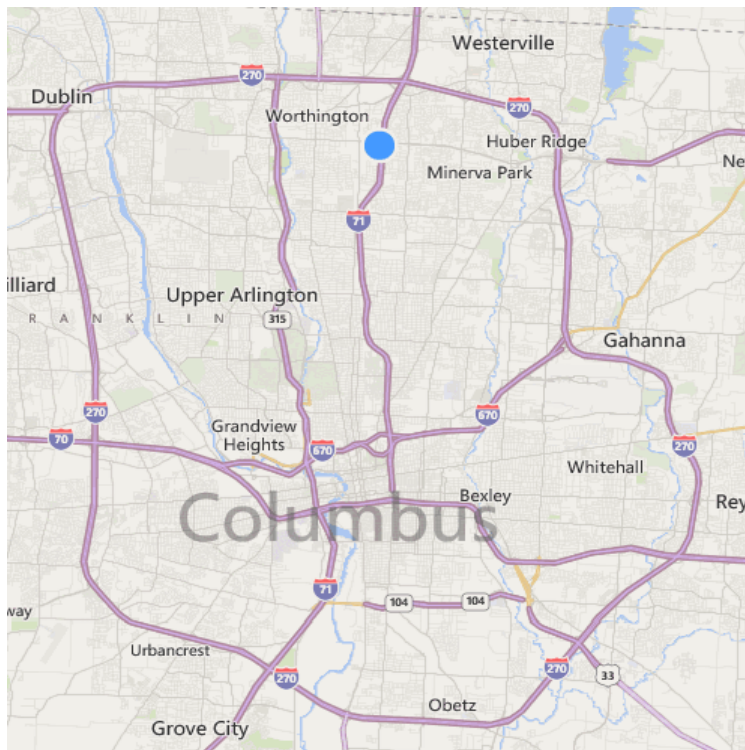 Westerville
270
Dublin
270
Worthington
Huber Ridge
Ne
Minerva Park
71
illiard
Upper Arlington
R A N K L I N
315
Gahanna
270
670
Grandview
Heights
70
670
270
Whitehall
Bexley
Rey
Columbus
71
104
104
way
Urbancrest
270
33
270
Obetz
Grove City